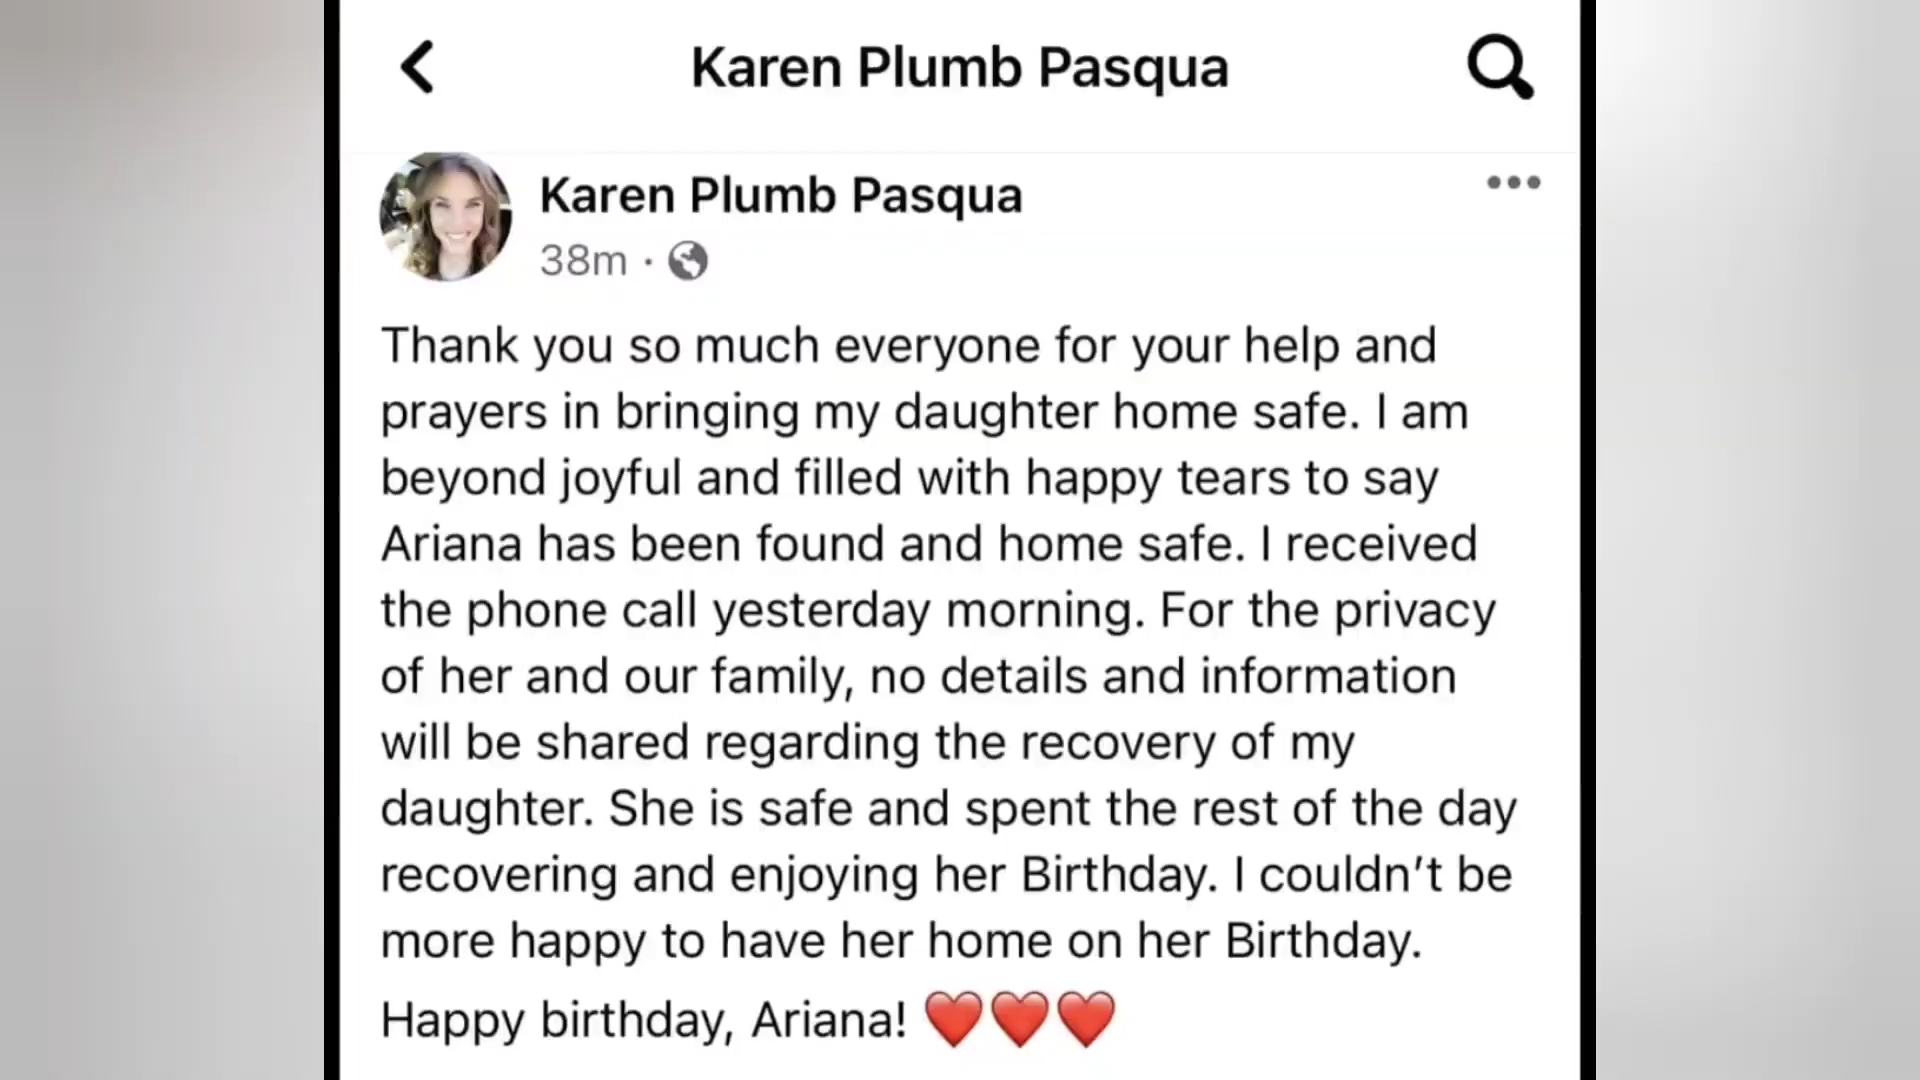 Karen Plumb Pasqua
Karen Plumb Pasqua
38m ·
Thank you so much everyone for your help and
prayers in bringing my daughter home safe. I am
beyond joyful and filled with happy tears to say
Ariana has been found and home safe. I received
the phone call yesterday morning. For the privacy
of her and our family, no details and information
will be shared regarding the recovery of my
daughter. She is safe and spent the rest of the day
recovering and enjoying her Birthday. I couldn’t be
more happy to have her home on her Birthday.
Happy birthday, Ariana! ❤️❤️❤️